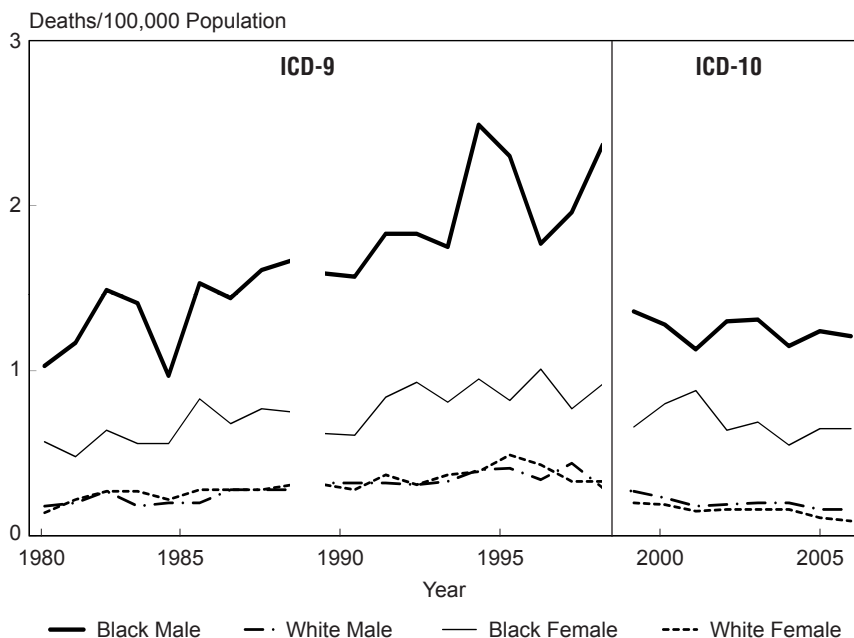 Deaths/100,000 Population
3
ICD-9
ICD-10
2
1
0
1980 1985 1990 1995 2000 2005
Year
Black Male White Male Black Female White Female